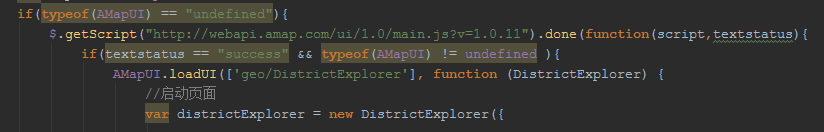 if(typeof(AMapUI) == "undefined"){
$.getScript("http://webapi.amap.com/ui/1.0/main.js?v=1.0.11").done(function(script,textstatus){
if(textstatus == "success" && typeof(AMapUI) != undefined ){
AMapUI.loadUI(['geo/DistrictExplorer'], function (DistrictExplorer) {
//启动页面
var districtExplorer = new DistrictExplorer({